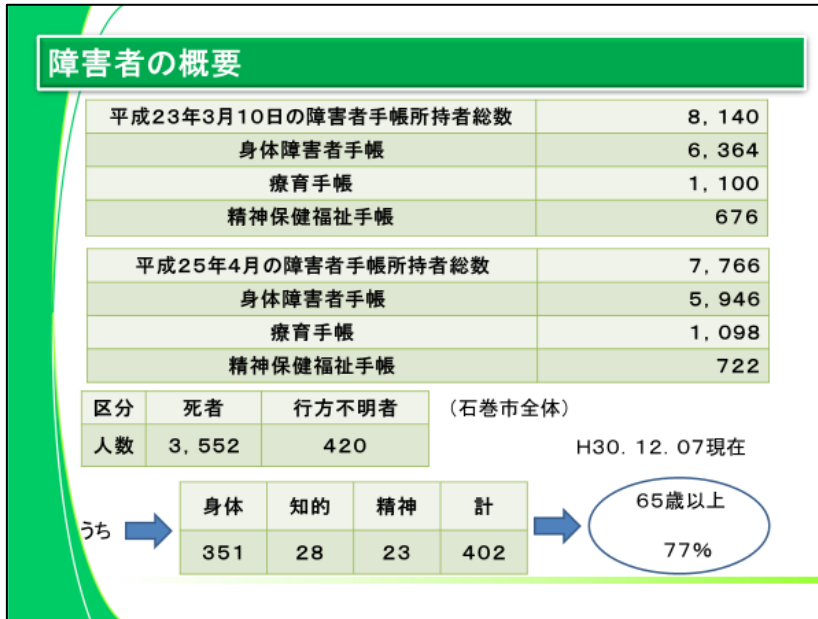 障害者の概要
平成23年3月10日の障害者手帳所持者総数 8,140
身体障害者手帳 6,364
療育手帳 1,100
精神保健福祉手帳 676
平成25年4月の障害者手帳所持者総数 7,766
身体障害者手帳 5,946
療育手帳 1,098
精神保健福祉手帳 722
区分 死者 行方不明者 (石巻市全体)
人数 3,552 420 H30.12.07現在
うち 身体 知的 精神 計 65歳以上
351 28 23 402 77%